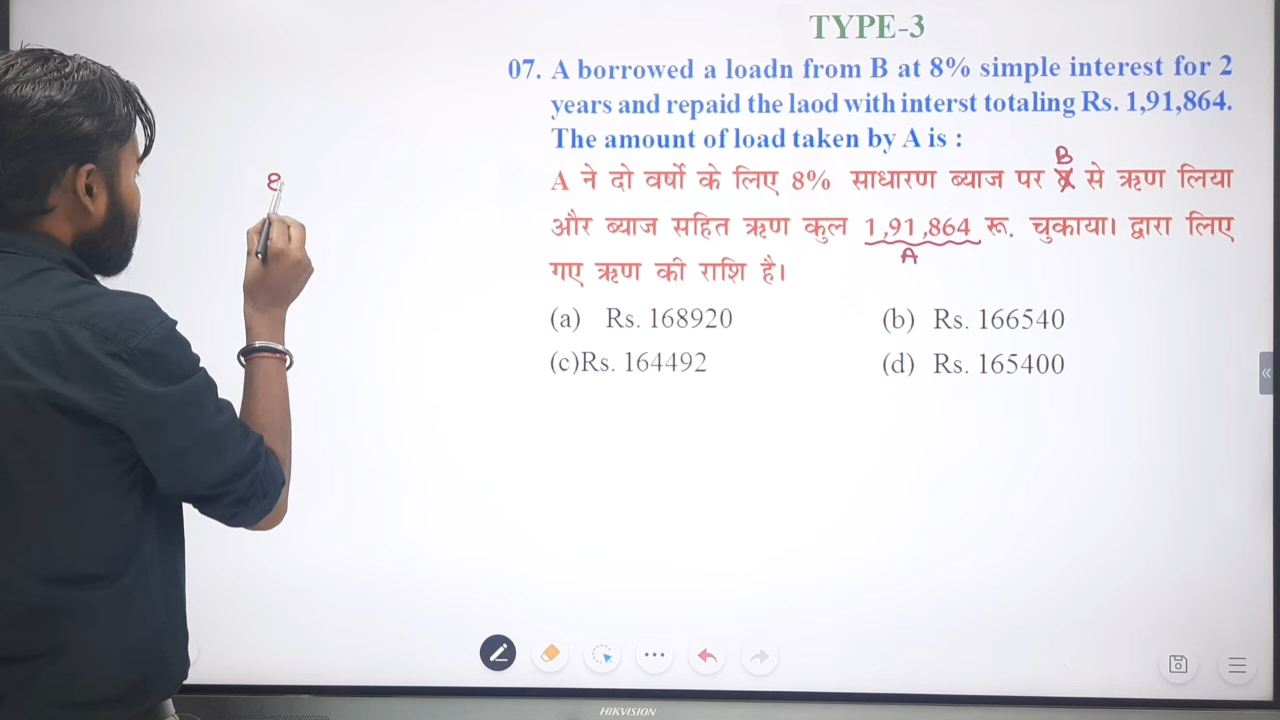 TYPE-3
07. A borrowed a loadn from B at 8% simple interest for 2
years and repaid the laod with interst totaling Rs. 1,91,864.
The amount of load taken by A is :
B
A ने दो वर्षो के लिए 8% साधारण ब्याज पर से ऋण लिया
और ब्याज सहित ऋण कुल 1,91,864 रू. चुकाया। द्वारा लिए
A
गए ऋण की राशि है।
(a) Rs. 168920 (b) Rs. 166540
(c)Rs. 164492 (d) Rs. 165400
8
HIKVISION